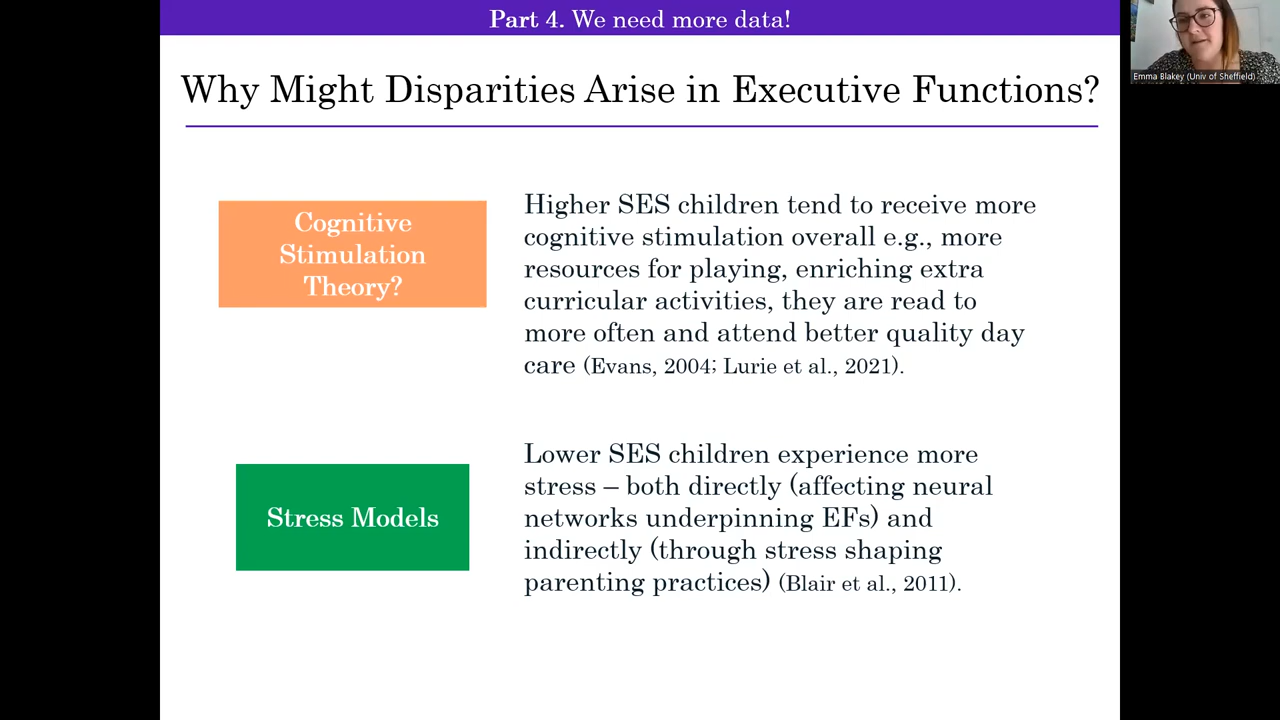 Part 4. We need more data!
Emma Blakey (Univ of Sheffield)
Why Might Disparities Arise in Executive Functions?
Cognitive
Stimulation
Theory?
Higher SES children tend to receive more
cognitive stimulation overall e.g., more
resources for playing, enriching extra
curricular activities, they are read to
more often and attend better quality day
care (Evans, 2004; Lurie et al., 2021).
Stress Models
Lower SES children experience more
stress – both directly (affecting neural
networks underpinning EFs) and
indirectly (through stress shaping
parenting practices) (Blair et al., 2011).